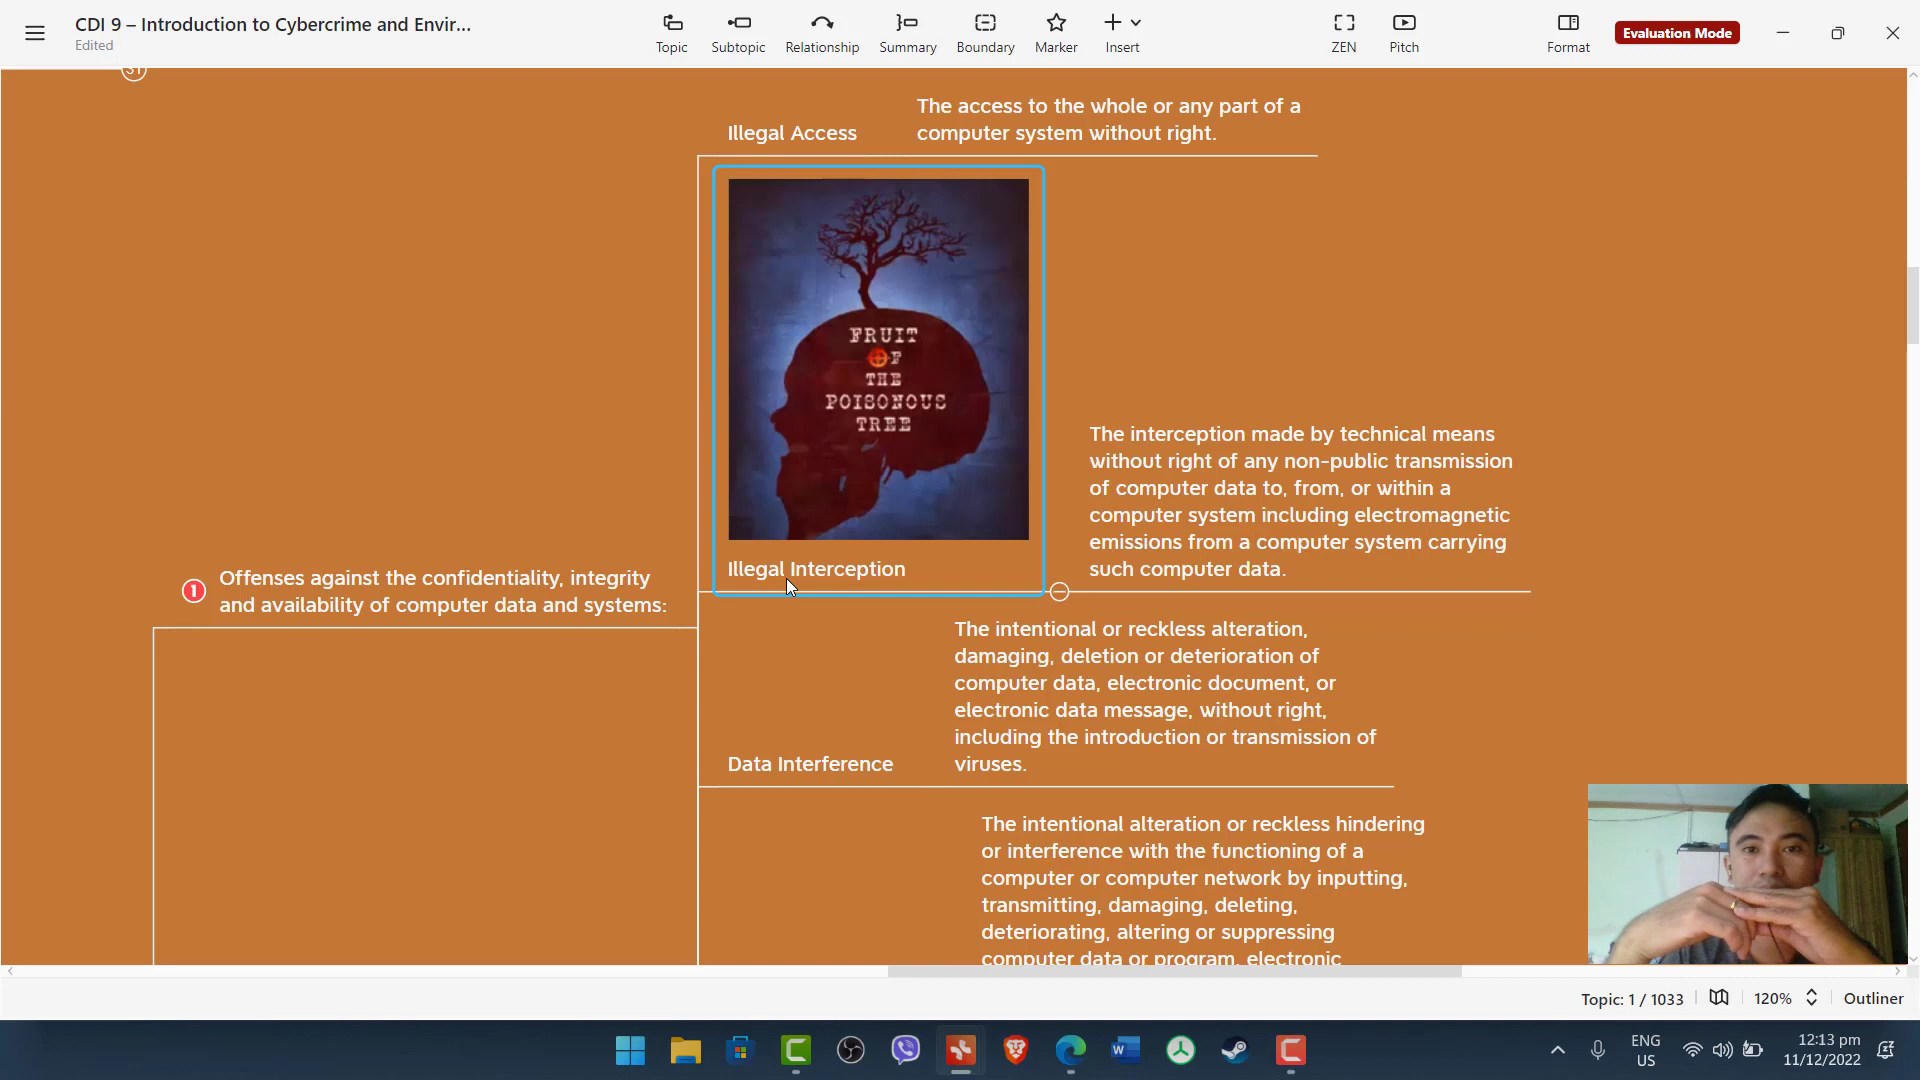 CDI 9 – Introduction to Cybercrime and Envir...
Edited
Topic
Subtopic
Relationship
Summary
Boundary
Marker
Insert
ZEN
Pitch
Format
Evaluation Mode
31
Illegal Access
The access to the whole or any part of a
computer system without right.
FRUIT
OF
THE
POISONOUS
TREE
Illegal Interception
The interception made by technical means
without right of any non-public transmission
of computer data to, from, or within a
computer system including electromagnetic
emissions from a computer system carrying
such computer data.
1
Offenses against the confidentiality, integrity
and availability of computer data and systems:
Data Interference
The intentional or reckless alteration,
damaging, deletion or deterioration of
computer data, electronic document, or
electronic data message, without right,
including the introduction or transmission of
viruses.
The intentional alteration or reckless hindering
or interference with the functioning of a
computer or computer network by inputting,
transmitting, damaging, deleting,
deteriorating, altering or suppressing
computer data or program, electronic
Topic: 1 / 1033
120%
Outliner
ENG
US
12:13 pm
11/12/2022